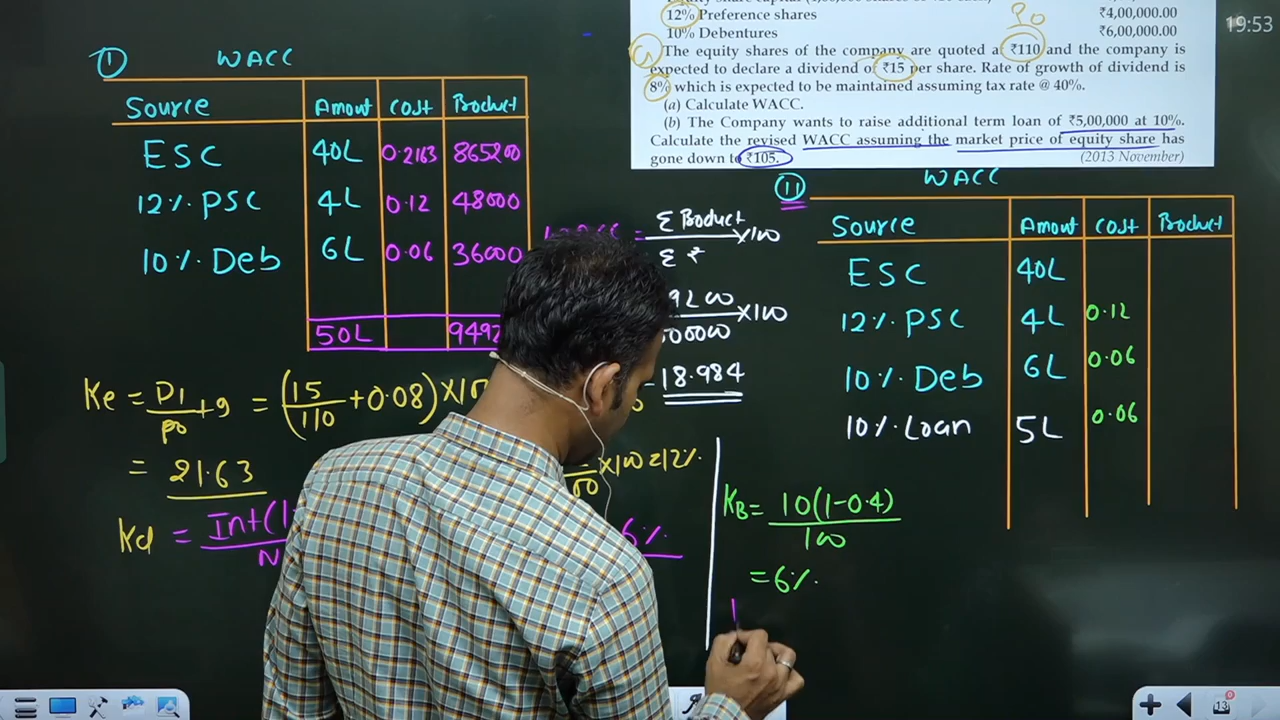 12% Preference shares ₹4,00,000.00
10% Debentures ₹6,00,000.00
P0
The equity shares of the company are quoted a ₹110 and the company is
expected to declare a dividend of ₹15 per share. Rate of growth of dividend is
8% which is expected to be maintained assuming tax rate @ 40%.
(a) Calculate WACC.
(b) The Company wants to raise additional term loan of ₹5,00,000 at 10%.
Calculate the revised WACC assuming the market price of equity share has
gone down to ₹105. (2013 November)
19:53
① WACC
Source Amount Cost Product
ESC 40L 0.2163 865200
12% PSC 4L 0.12 48000
10% Deb 6L 0.06 36000
50L 9492
= Σ Product ×100
Σ ₹
9200 ×100
00000
18.984
Ke = D1 + g = (15 + 0.08) ×10
P0 110
= 21.63
×100 = 12%
00
Kd = Int(1-
N
6%
⑪ WACC
Source Amount Cost Product
ESC 40L
12% PSC 4L 0.12
10% Deb 6L 0.06
10% Loan 5L 0.06
KB = 10(1-0.4)
100
= 6%
13